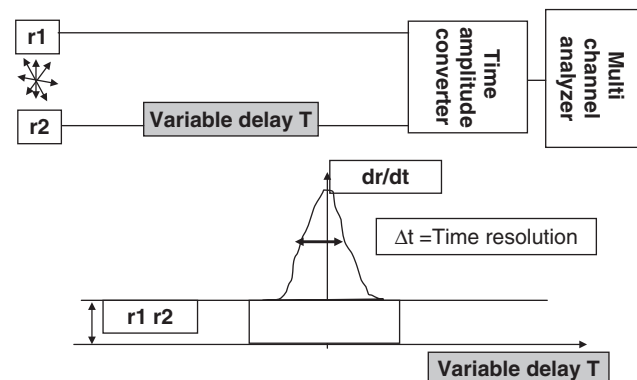 r1
r2
Variable delay T
Time
amplitude
converter
Multi
channel
analyzer
dr/dt
Δt =Time resolution
r1 r2
Variable delay T